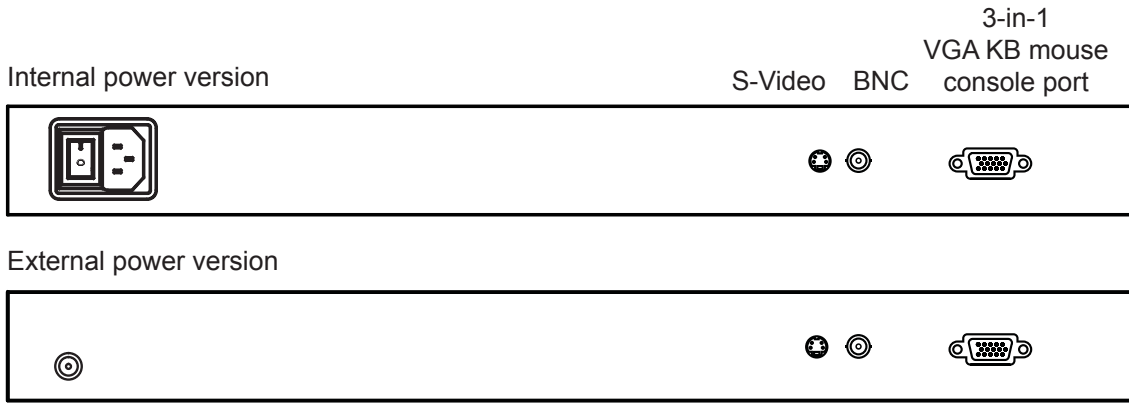 3-in-1
VGA KB mouse
console port
Internal power version
S-Video
BNC
External power version